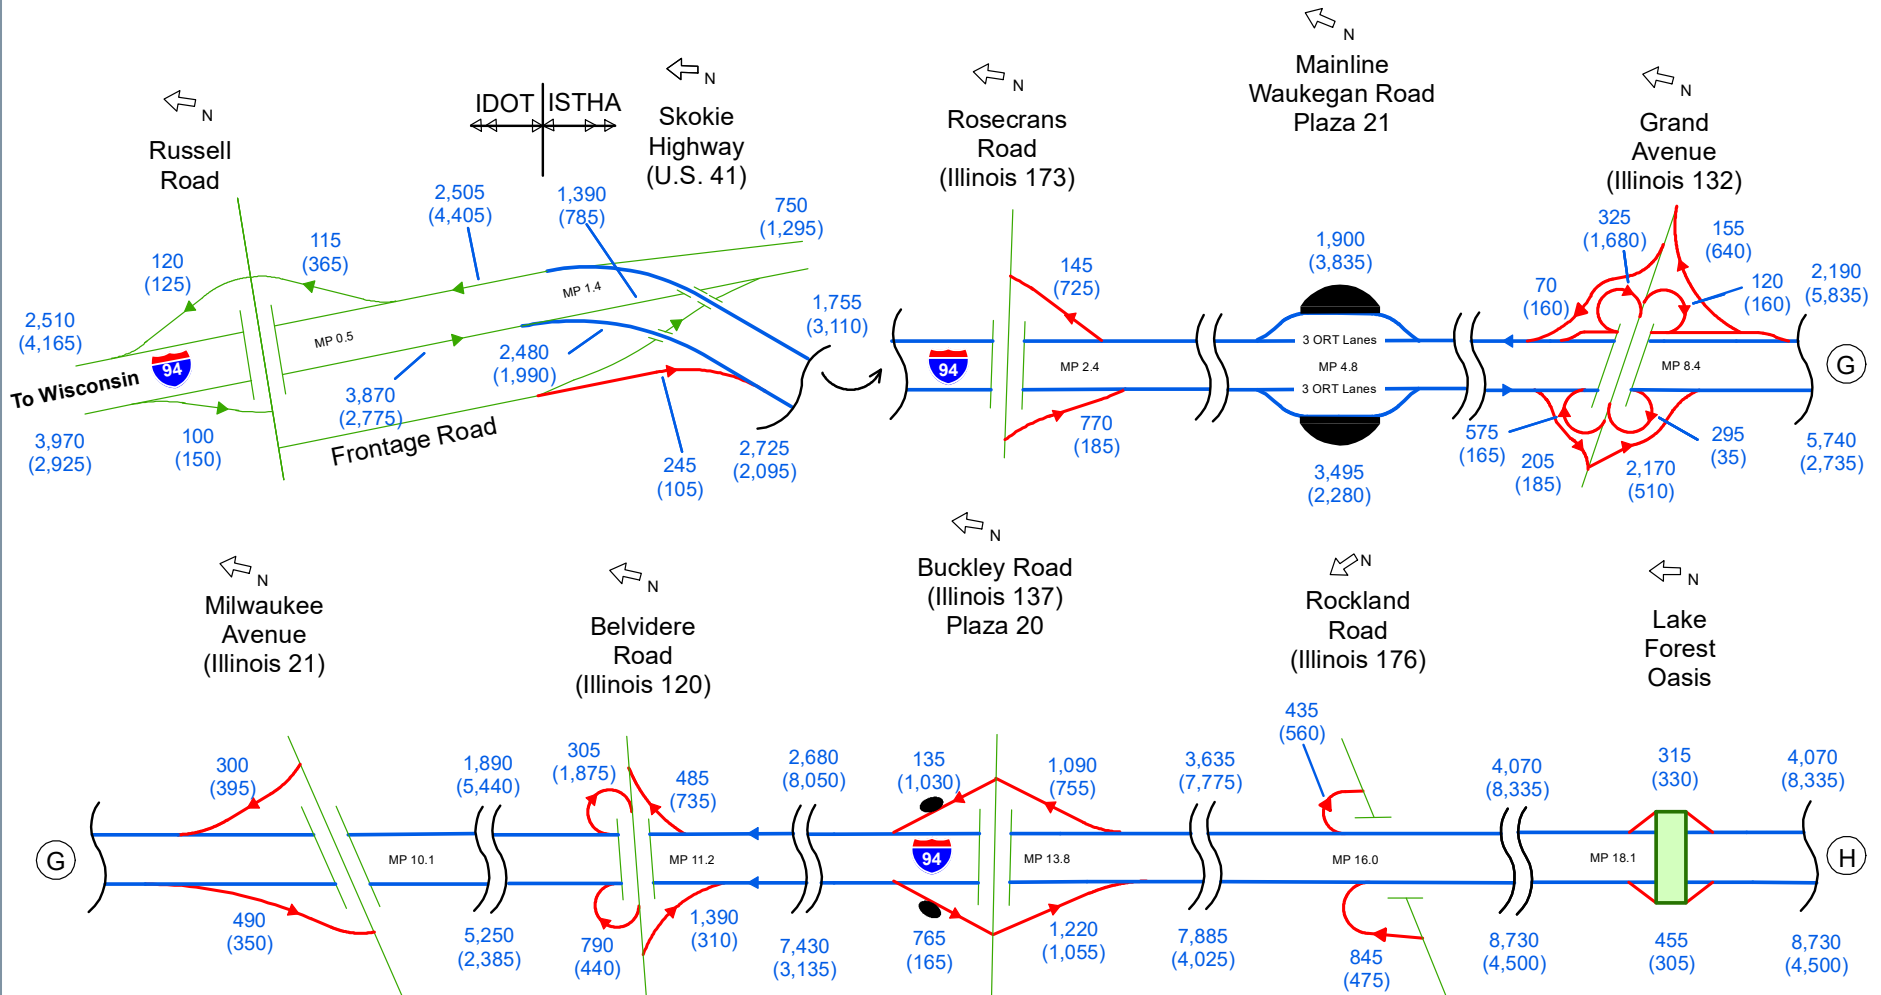 N
Russell
Road
IDOT
ISTHA
N
Skokie
Highway
(U.S. 41)
N
Rosecrans
Road
(Illinois 173)
N
Mainline
Waukegan Road
Plaza 21
N
Grand
Avenue
(Illinois 132)
2,510
(4,165)
120
(125)
115
(365)
2,505
(4,405)
1,390
(785)
750
(1,295)
MP 0.5
MP 1.4
94
To Wisconsin
3,970
(2,925)
100
(150)
3,870
(2,775)
2,480
(1,990)
Frontage Road
245
(105)
2,725
(2,095)
1,755
(3,110)
94
145
(725)
MP 2.4
770
(185)
1,900
(3,835)
3 ORT Lanes
MP 4.8
3 ORT Lanes
3,495
(2,280)
325
(1,680)
155
(640)
70
(160)
120
(160)
2,190
(5,835)
MP 8.4
G
575
(165)
205
(185)
2,170
(510)
295
(35)
5,740
(2,735)
N
Milwaukee
Avenue
(Illinois 21)
N
Belvidere
Road
(Illinois 120)
N
Buckley Road
(Illinois 137)
Plaza 20
N
Rockland
Road
(Illinois 176)
N
Lake
Forest
Oasis
G
300
(395)
MP 10.1
490
(350)
1,890
(5,440)
5,250
(2,385)
305
(1,875)
485
(735)
MP 11.2
790
(440)
1,390
(310)
2,680
(8,050)
7,430
(3,135)
135
(1,030)
1,090
(755)
94
MP 13.8
765
(165)
1,220
(1,055)
3,635
(7,775)
7,885
(4,025)
435
(560)
MP 16.0
845
(475)
4,070
(8,335)
8,730
(4,500)
315
(330)
MP 18.1
455
(305)
4,070
(8,335)
H
8,730
(4,500)